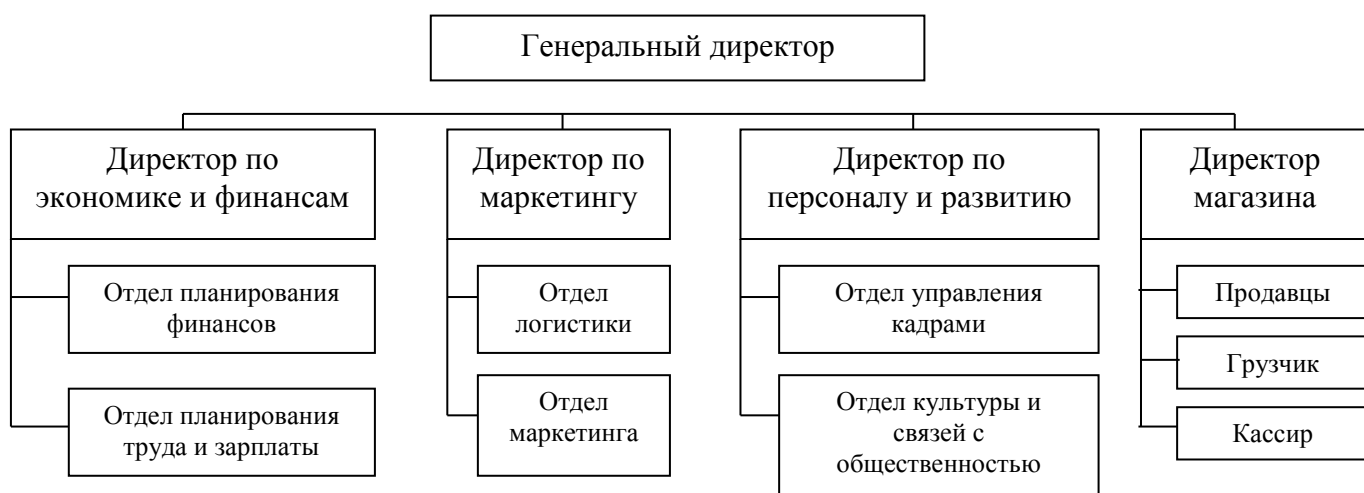 Генеральный директор
Директор по
экономике и финансам
Директор по
маркетингу
Директор по
персоналу и развитию
Директор
магазина
Отдел планирования
финансов
Отдел
логистики
Отдел управления
кадрами
Продавцы
Грузчик
Отдел планирования
труда и зарплаты
Отдел
маркетинга
Отдел культуры и
связей с
общественностью
Кассир